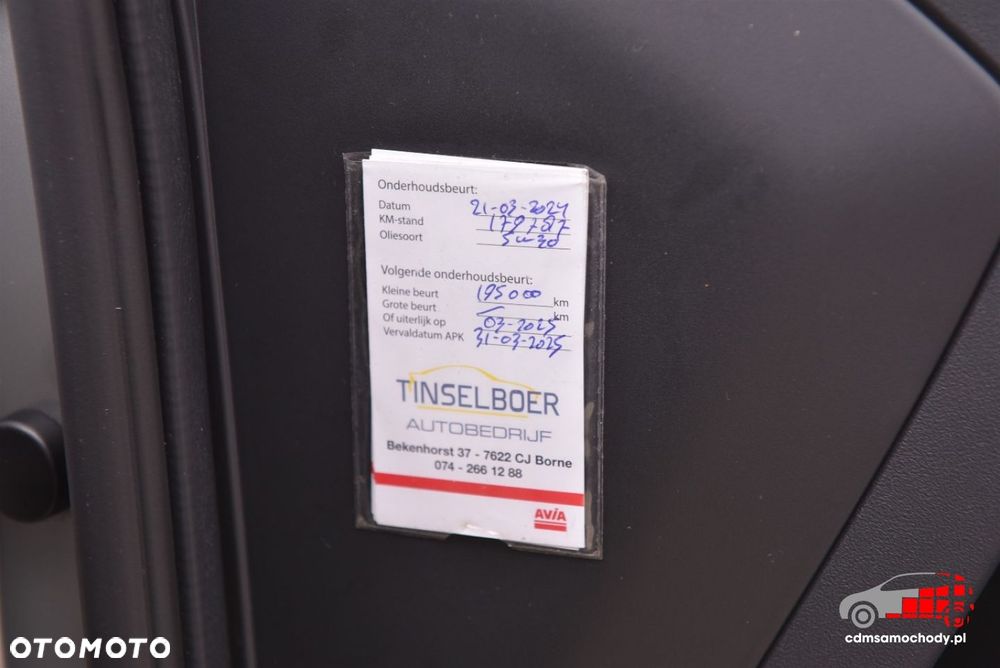 Onderhoudsbeurt:
Datum 21-03-2024
KM-stand 179787
Oliesoort 5w30
Volgende onderhoudsbeurt:
Kleine beurt 195000 km
Grote beurt km
Of uiterlijk op 03-2025
Vervaldatum APK 31-03-2025
TINSELBOER
AUTOBEDRIJF
Bekenhorst 37 - 7622 CJ Borne
074 - 266 12 88
AVIA
OTOMOTO
cdmsamochody.pl